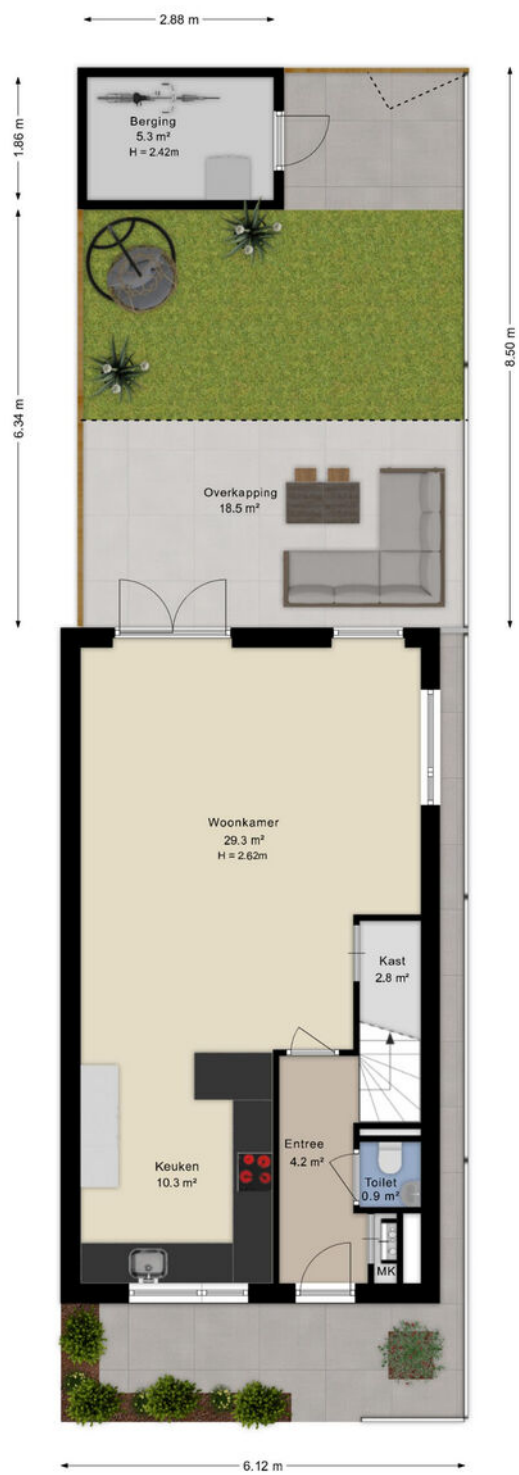 2.88 m
1.86 m
Berging
5.3 m²
H = 2.42m
6.34 m
8.50 m
Overkapping
18.5 m²
Woonkamer
29.3 m²
H = 2.62m
Kast
2.8 m²
Entree
4.2 m²
Keuken
10.3 m²
Toilet
0.9 m²
MK
6.12 m